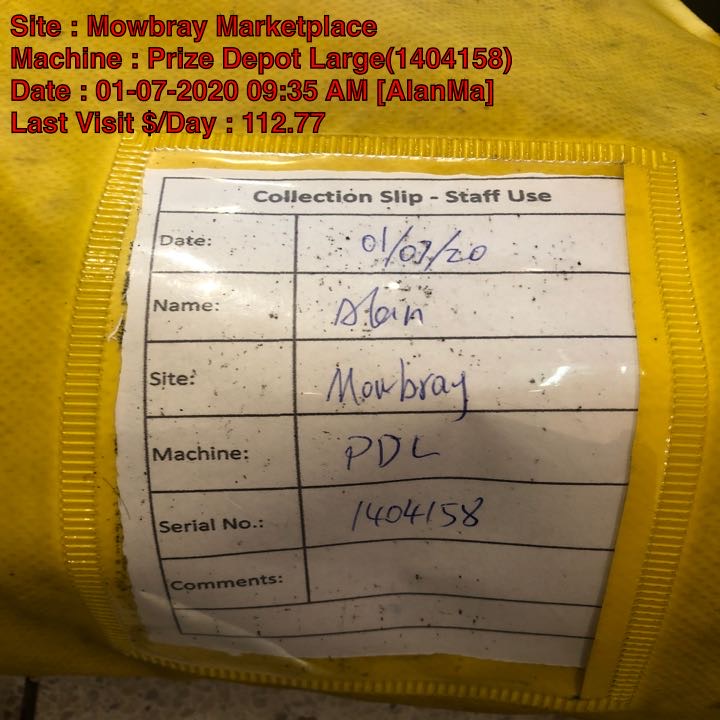 Site : Mowbray Marketplace
Machine : Prize Depot Large(1404158)
Date : 01-07-2020 09:35 AM [AlanMa]
Last Visit $/Day : 112.77
Collection Slip - Staff Use
Date: 01/07/20
Name: Alan
Site: Mowbray
Machine: PDL
Serial No.: 1404158
Comments: